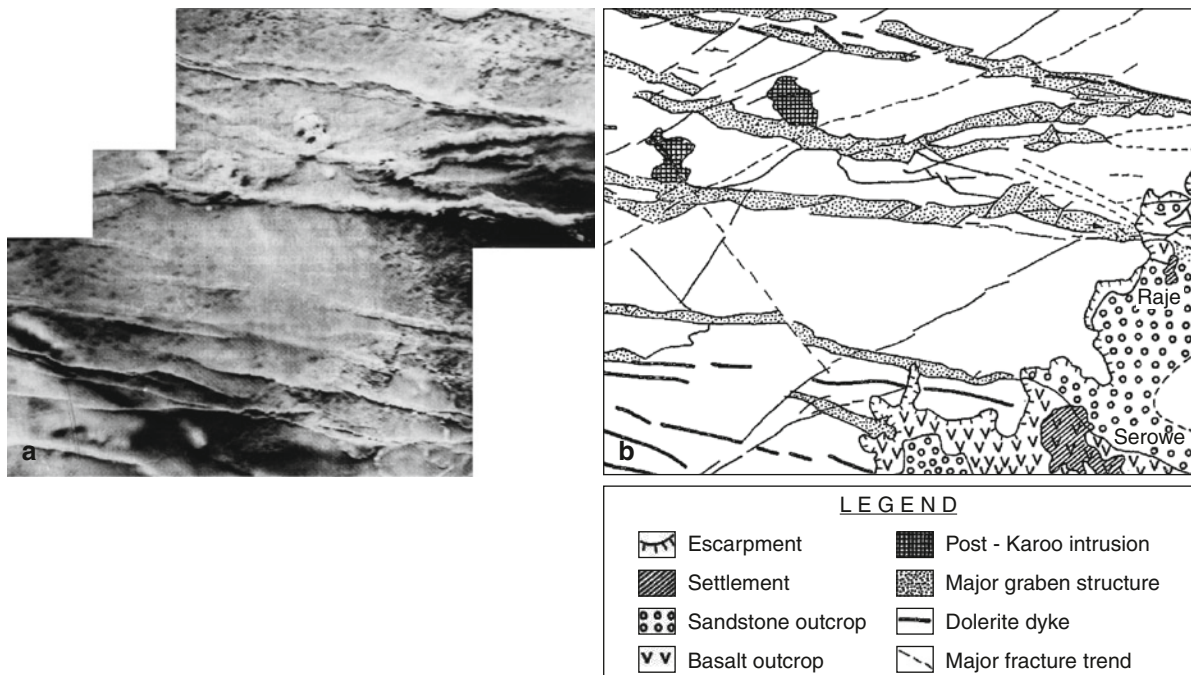 a
b
Raje
Serowe
LEGEND
Escarpment
Settlement
Sandstone outcrop
Basalt outcrop
Post - Karoo intrusion
Major graben structure
Dolerite dyke
Major fracture trend